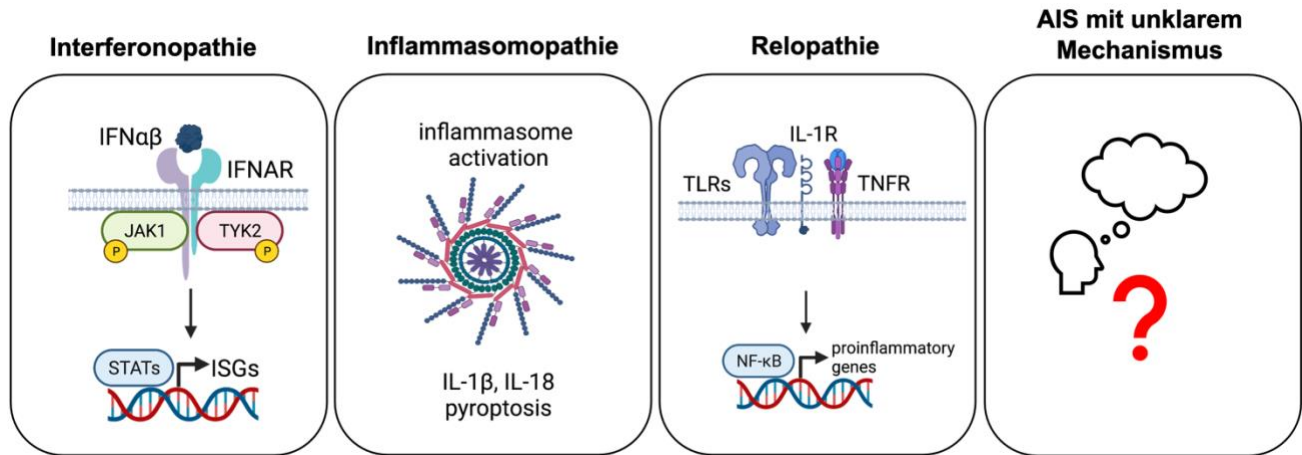 Interferonopathie
IFNαβ
IFNAR
JAK1
TYK2
P
P
STATs
ISGs
Inflammasomopathie
inflammasome
activation
IL-1β, IL-18
pyroptosis
Relopathie
IL-1R
TLRs
TNFR
NF-κB
proinflammatory
genes
AIS mit unklarem
Mechanismus
?